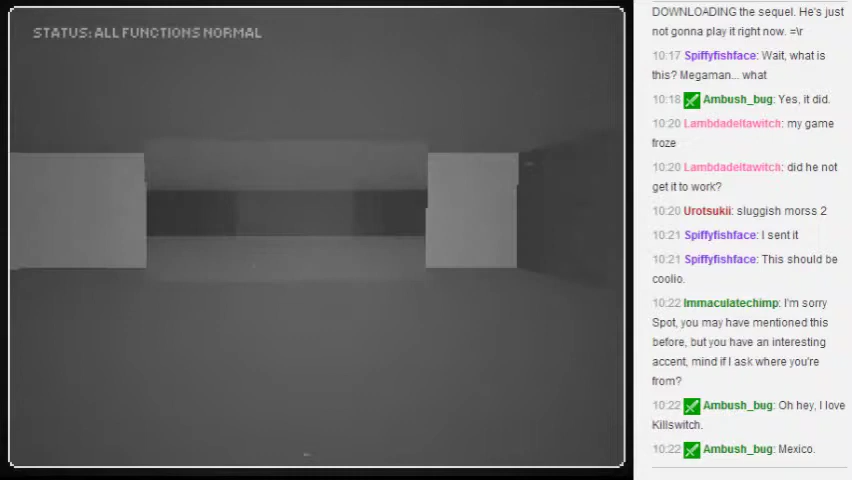 STATUS: ALL FUNCTIONS NORMAL
DOWNLOADING the sequel. He's just
not gonna play it right now. =\r
10:17 Spiffyfishface: Wait, what is
this? Megaman... what
10:18 Ambush_bug: Yes, it did.
10:20 Lambdadeltawitch: my game
froze
10:20 Lambdadeltawitch: did he not
get it to work?
10:20 Urotsukii: sluggish morss 2
10:21 Spiffyfishface: I sent it
10:21 Spiffyfishface: This should be
coolio.
10:22 Immaculatechimp: I'm sorry
Spot, you may have mentioned this
before, but you have an interesting
accent, mind if I ask where you're
from?
10:22 Ambush_bug: Oh hey, I love
Killswitch.
10:22 Ambush_bug: Mexico.